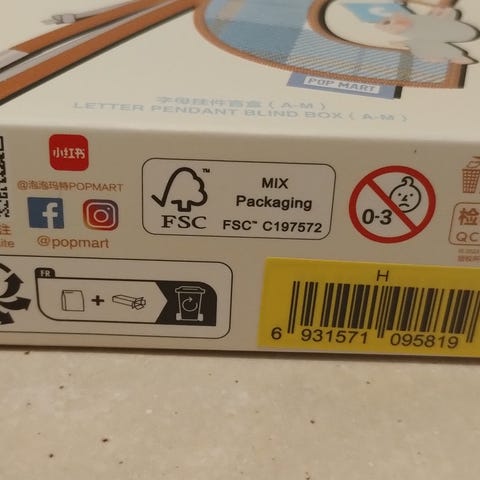 POP MART
字母挂件盲盒（A-M）
LETTER PENDANT BLIND BOX（A-M）
小红书
@泡泡玛特POPMART
@popmart
FSC™
MIX
Packaging
FSC™ C197572
0-3
检
QC
FR
+
H
6 931571 095819